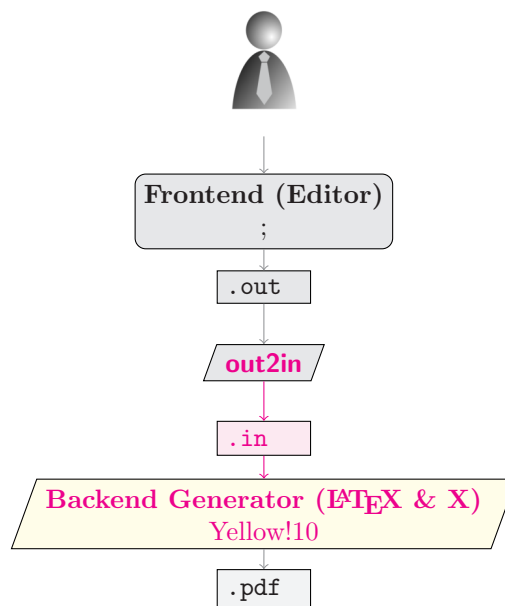 Frontend (Editor)
;
.out
out2in
.in
Backend Generator (LATEX & X)
Yellow!10
.pdf